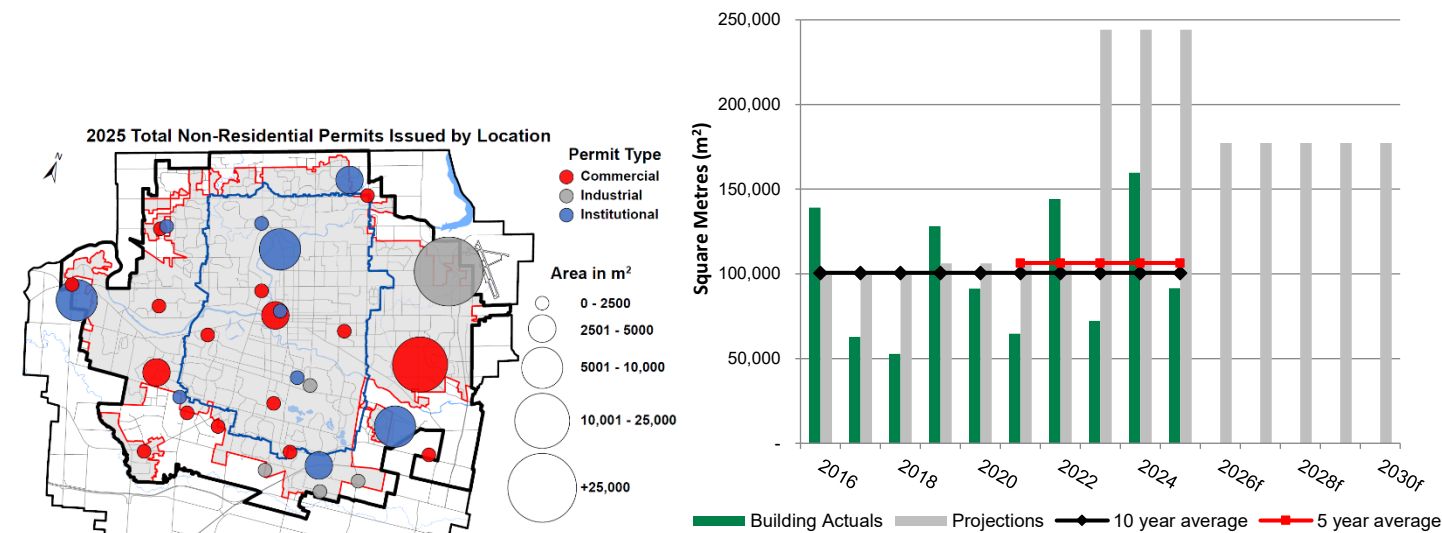 2025 Total Non-Residential Permits Issued by Location
N
Permit Type
Commercial
Industrial
Institutional
Area in m²
0 - 2500
2501 - 5000
5001 - 10,000
10,001 - 25,000
+25,000
Square Metres (m²)
250,000
200,000
150,000
100,000
50,000
-
2016
2018
2020
2022
2024
2026f
2028f
2030f
Building Actuals
Projections
10 year average
5 year average